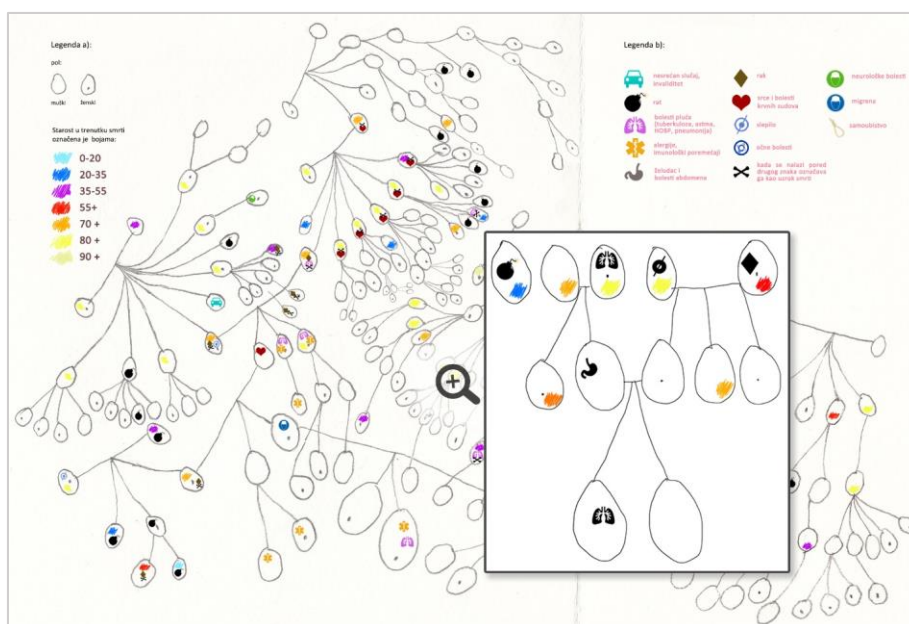 Legenda a):
pol:
muški
ženski
Starost u trenutku smrti
označena je bojama:
0-20
20-35
35-55
55+
70 +
80 +
90 +
Legenda b):
nesrećan slučaj,
invaliditet
rat
bolesti pluća
(tuberkuloza, astma,
HOBP, pneumonija)
alergije,
imunološki poremećaji
želudac i
bolesti abdomena
rak
srce i bolesti
krvnih sudova
slepilo
očne bolesti
kada se nalazi pored
drugog znaka označava
ga kao uzrok smrti
neurološke bolesti
migrena
samoubistvo